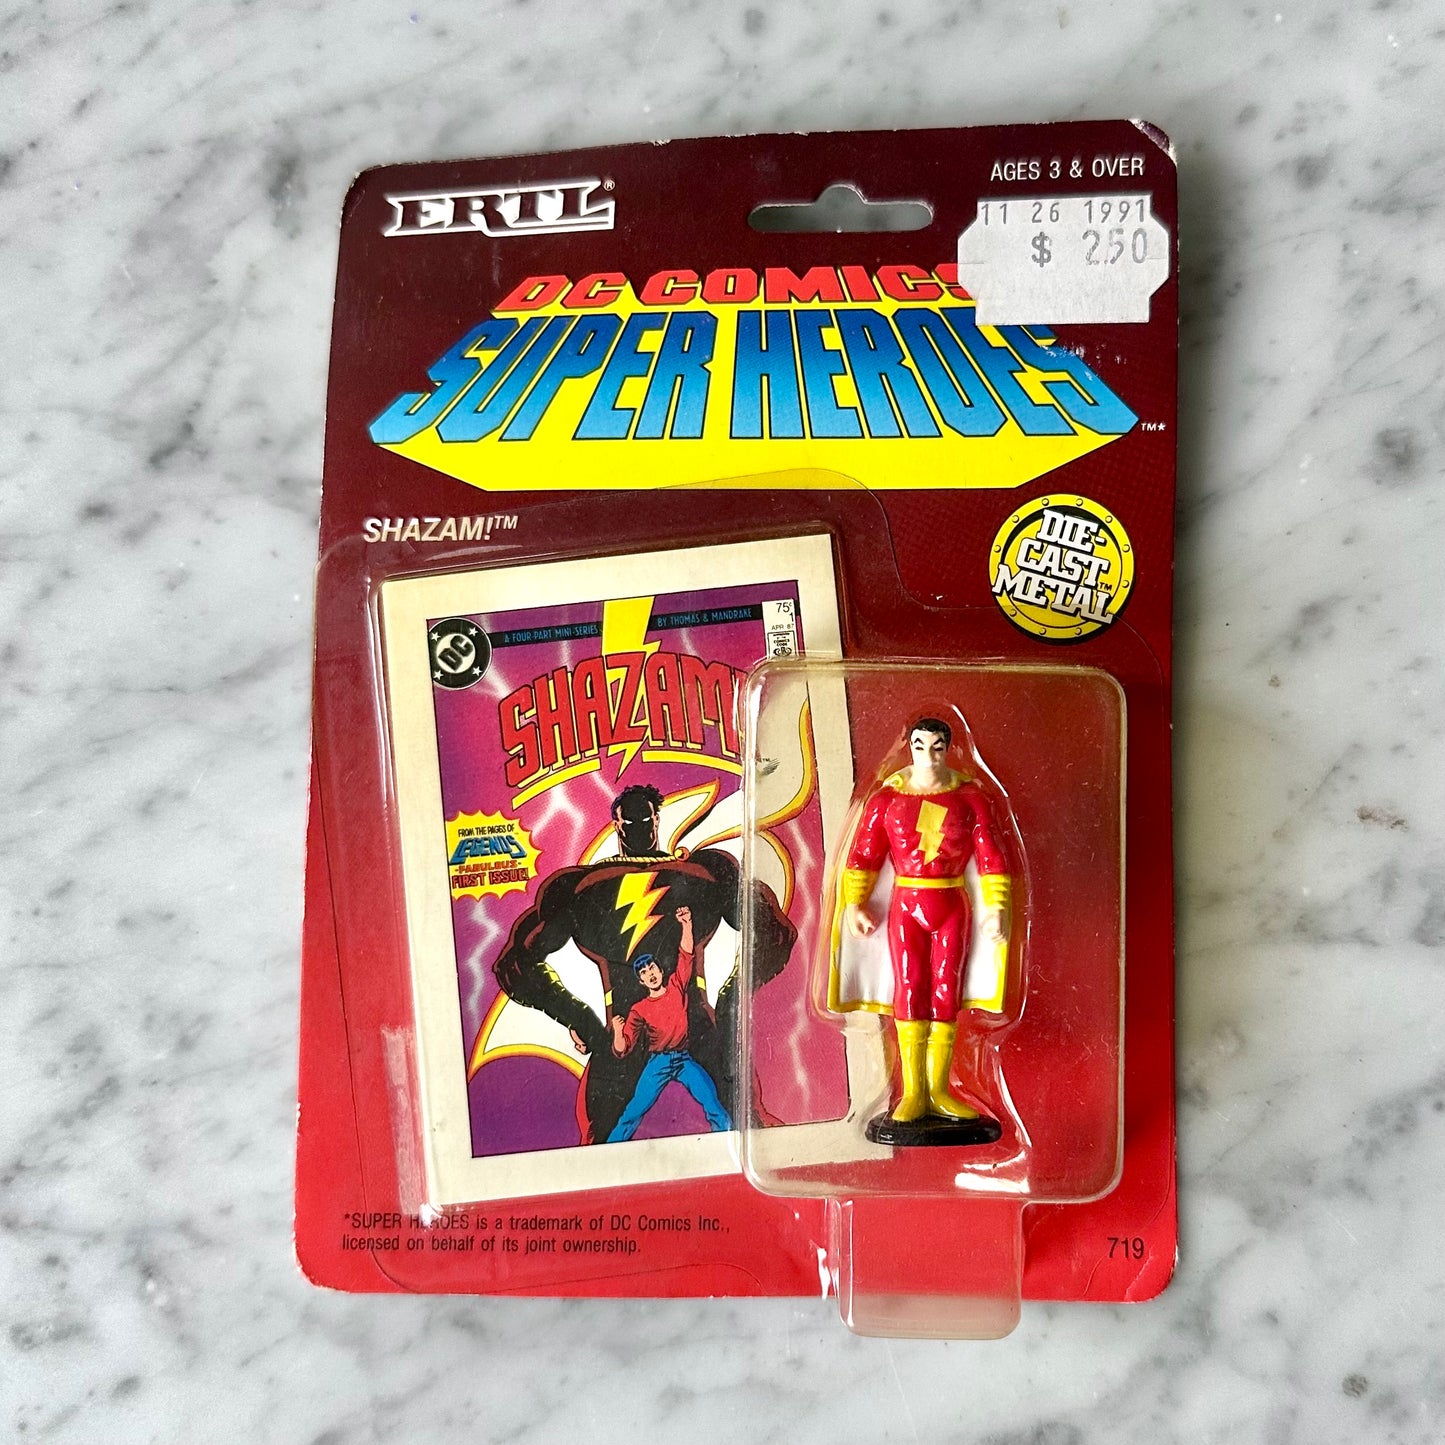 ERTL®
AGES 3 & OVER
11 26 1991
$ 250
DC COMICS
SUPER HEROES
TM*
SHAZAM!™
DIE-
CAST
METAL™
DC
A FOUR-PART MINI-SERIES
BY THOMAS & MANDRAKE
75¢
1
APR 87
SHAZAM!
FROM THE PAGES OF
LEGENDS
-FABULOUS-
FIRST ISSUE!
*SUPER HEROES is a trademark of DC Comics Inc.,
licensed on behalf of its joint ownership.
719